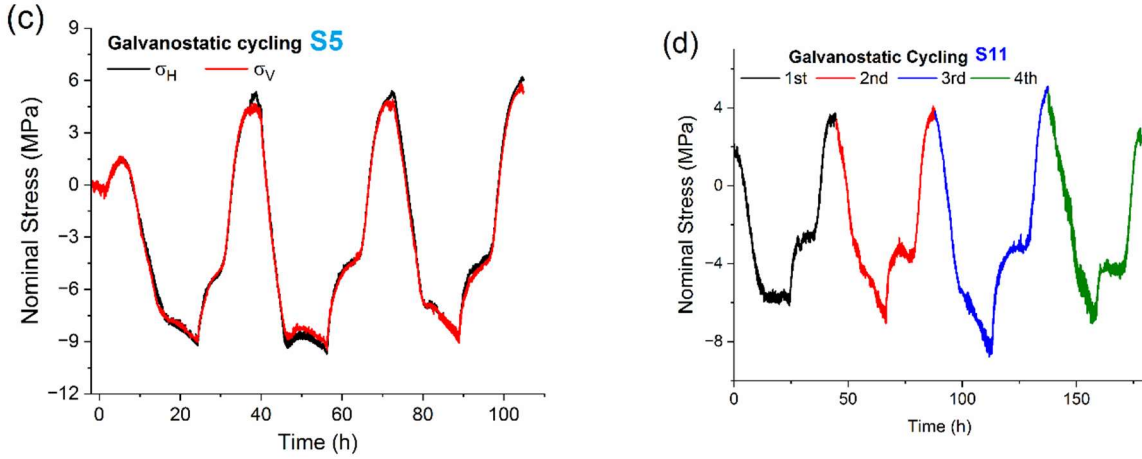 (c)
Galvanostatic cycling S5
σH σV
Nominal Stress (MPa)
6
3
0
−3
−6
−9
−12
0 20 40 60 80 100
Time (h)
(d)
Galvanostatic Cycling S11
1st 2nd 3rd 4th
Nominal Stress (MPa)
4
0
−4
−8
0 50 100 150
Time (h)